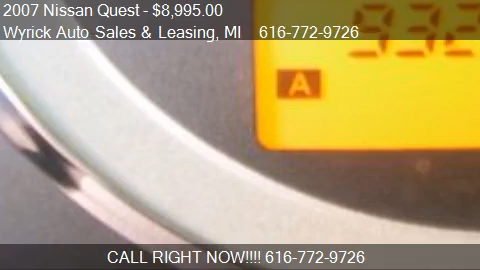 2007 Nissan Quest - $8,995.00
Wyrick Auto Sales & Leasing, MI 616-772-9726
932
A
CALL RIGHT NOW!!!! 616-772-9726